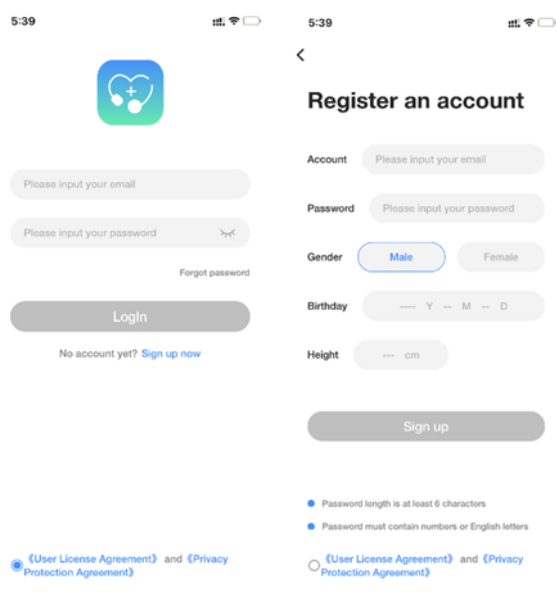 5:39
Please input your email
Please input your password
Forgot password
LogIn
No account yet? Sign up now
《User License Agreement》 and 《Privacy
Protection Agreement》
5:39
Register an account
Account Please input your email
Password Please input your password
Gender Male Female
Birthday ---- Y -- M -- D
Height --- cm
Sign up
Password length is at least 6 characters
Password must contain numbers or English letters
《User License Agreement》 and 《Privacy
Protection Agreement》